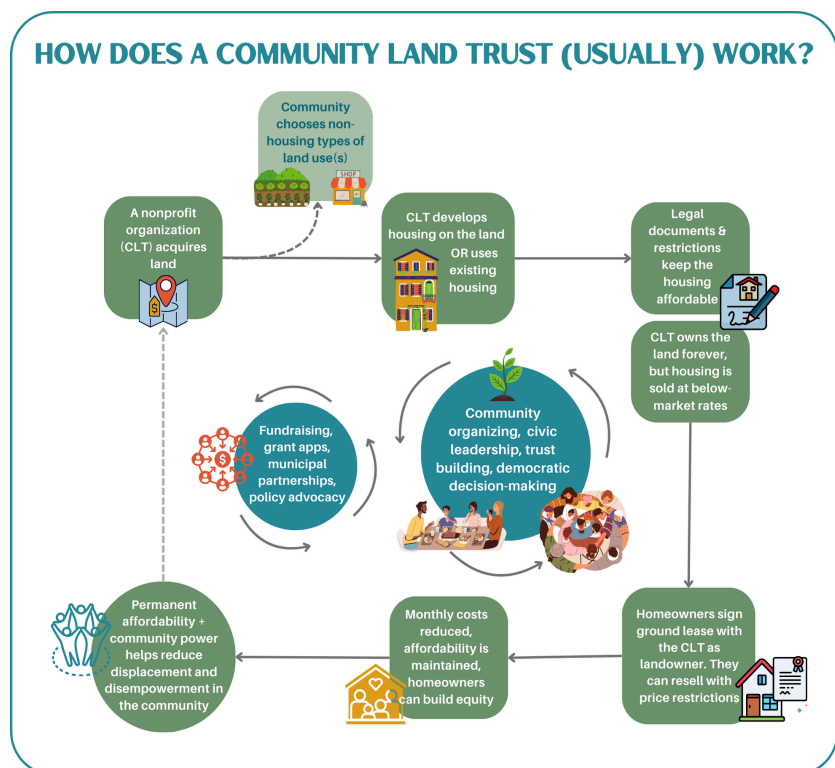 HOW DOES A COMMUNITY LAND TRUST (USUALLY) WORK?
Community
chooses non-
housing types of
land use(s)
SHOP
A nonprofit
organization
(CLT) acquires
land
$
CLT develops
housing on the land
OR uses
existing
housing
Legal
documents &
restrictions
keep the
housing
affordable
CLT owns the
land forever,
but housing is
sold at below-
market rates
Fundraising,
grant apps,
municipal
partnerships,
policy advocacy
$
Community
organizing, civic
leadership, trust
building, democratic
decision-making
Permanent
affordability +
community power
helps reduce
displacement and
disempowerment in
the community
Monthly costs
reduced,
affordability is
maintained,
homeowners
can build equity
Homeowners sign
ground lease with
the CLT as
landowner. They
can resell with
price restrictions